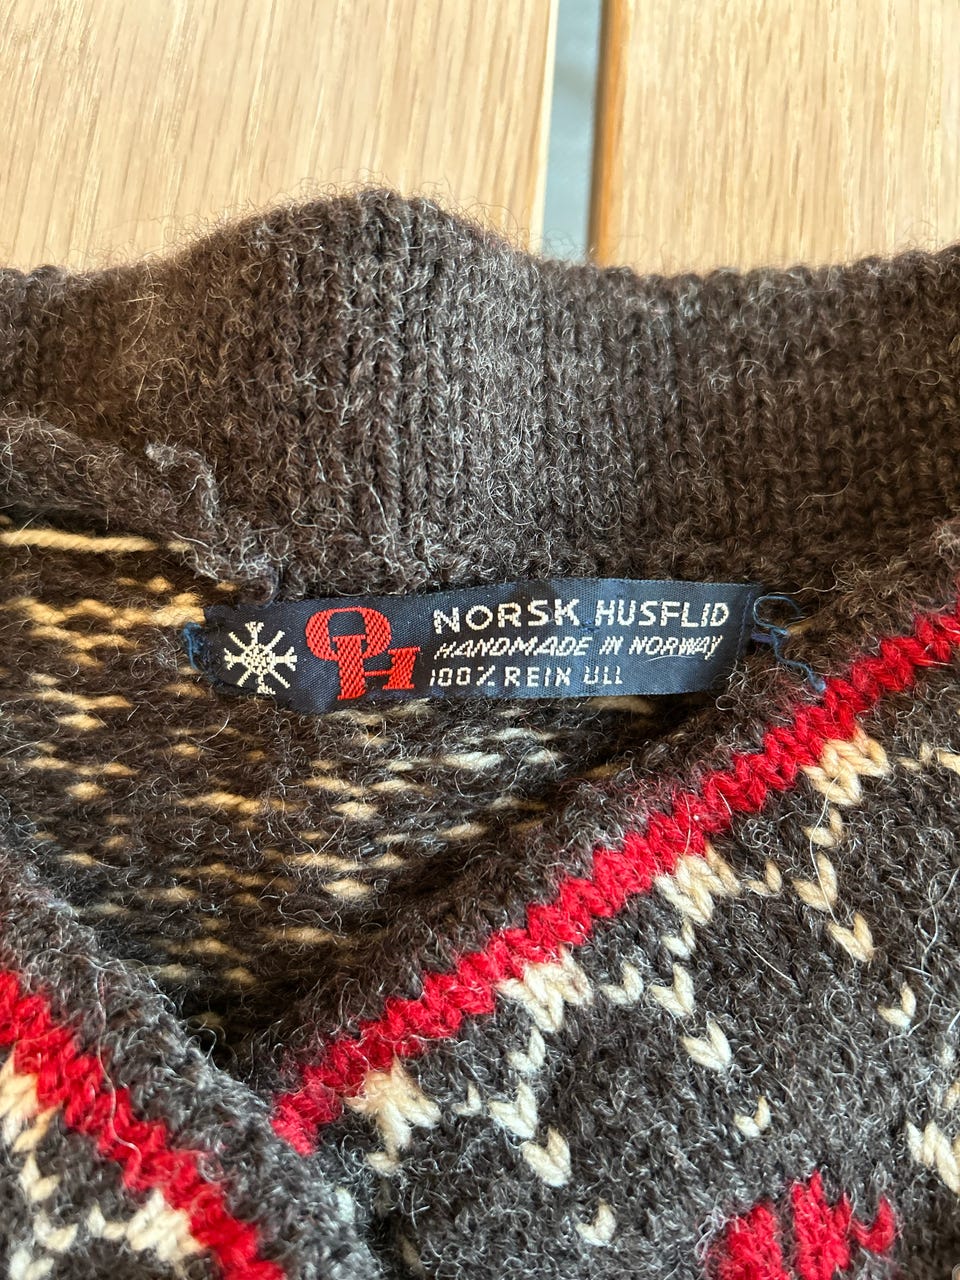 OH
NORSK HUSFLID
HANDMADE IN NORWAY
100% REIN ULL